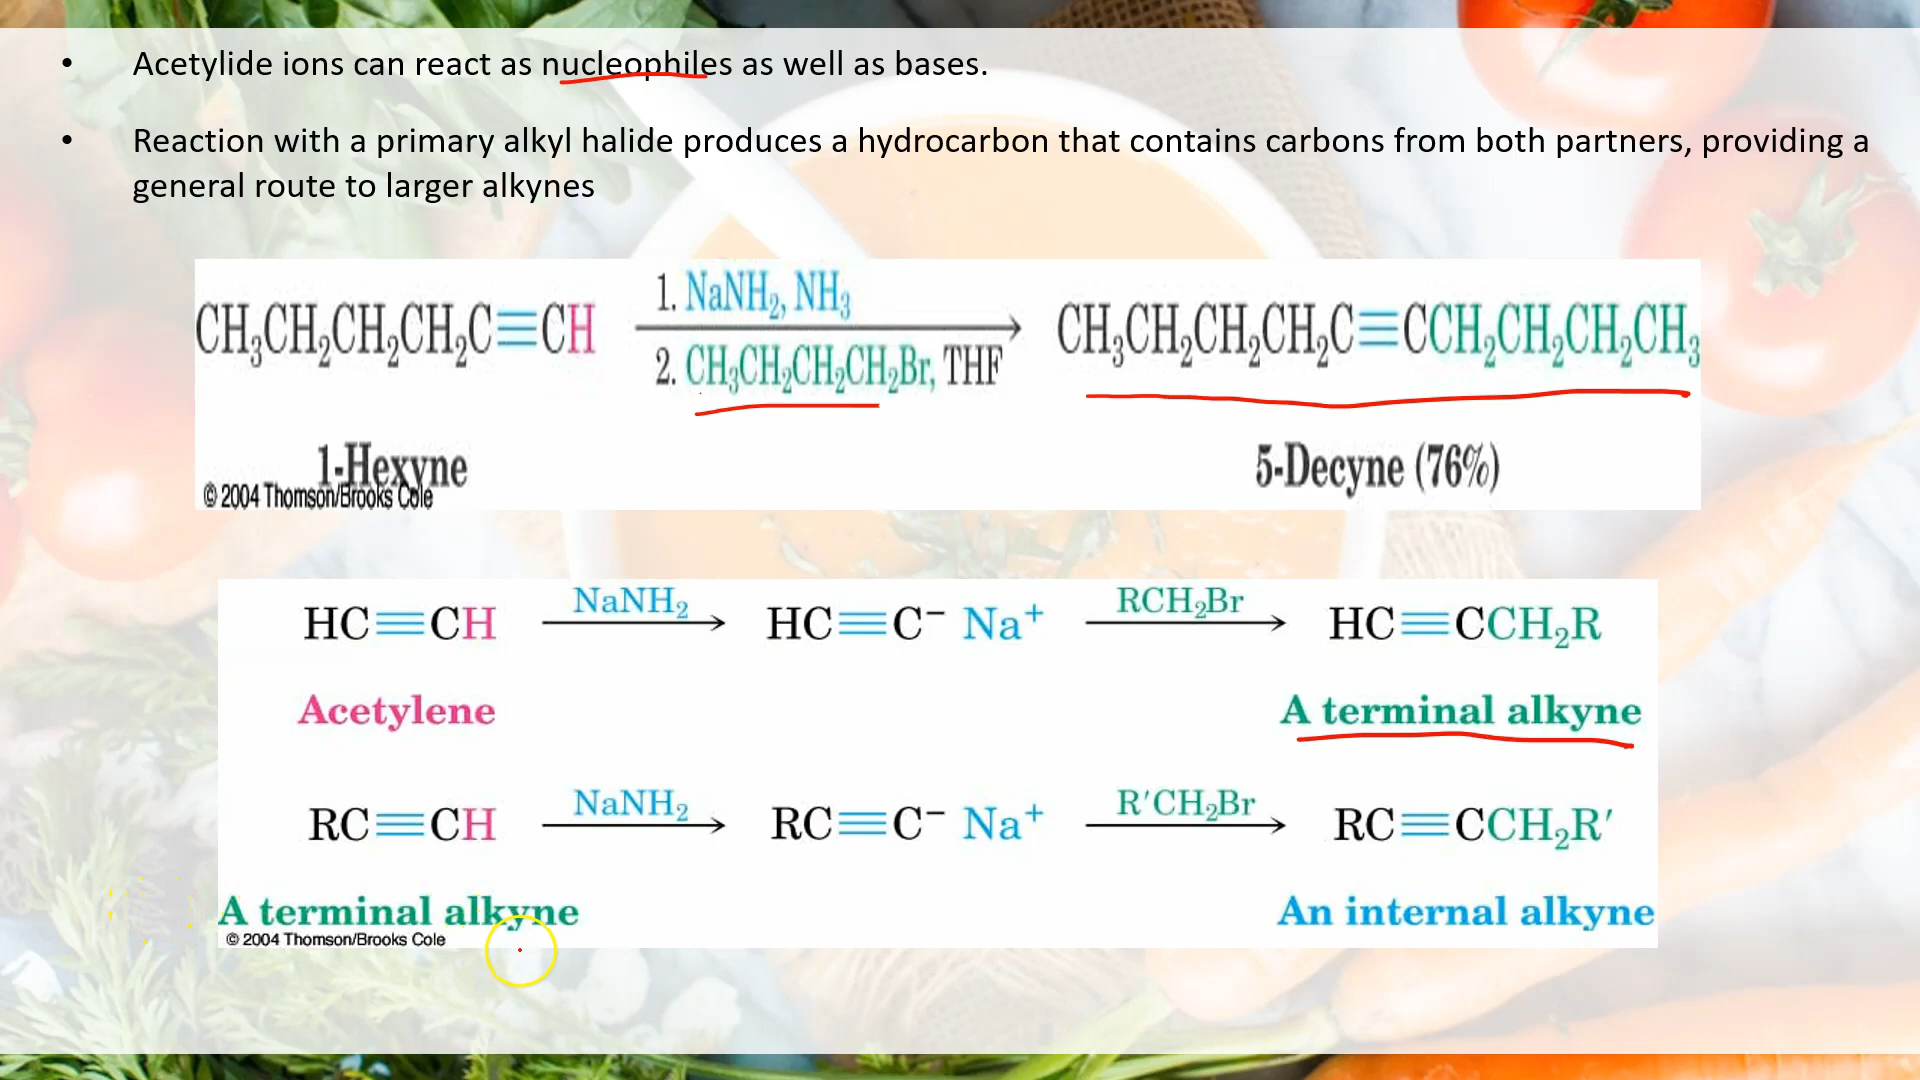 • Acetylide ions can react as nucleophiles as well as bases.
• Reaction with a primary alkyl halide produces a hydrocarbon that contains carbons from both partners, providing a
general route to larger alkynes
1. NaNH₂, NH₃
CH₃CH₂CH₂CH₂C≡CH CH₃CH₂CH₂CH₂C≡CCH₂CH₂CH₂CH₃
2. CH₃CH₂CH₂CH₂Br, THF
1-Hexyne 5-Decyne (76%)
© 2004 Thomson/Brooks Cole
NaNH₂ RCH₂Br
HC≡CH HC≡C⁻ Na⁺ HC≡CCH₂R
Acetylene A terminal alkyne
NaNH₂ R′CH₂Br
RC≡CH RC≡C⁻ Na⁺ RC≡CCH₂R′
A terminal alkyne An internal alkyne
© 2004 Thomson/Brooks Cole